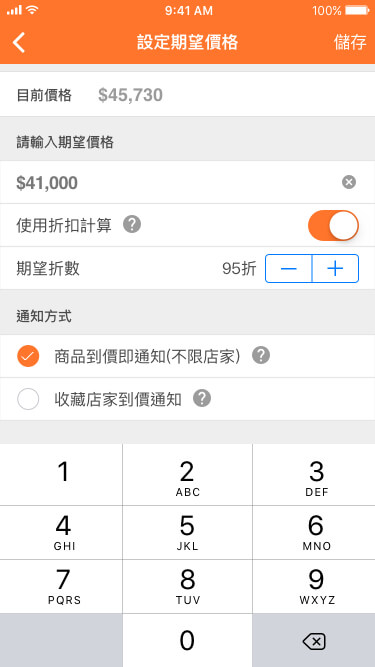 9:41 AM 100%
設定期望價格 儲存
目前價格 $45,730
請輸入期望價格
$41,000
使用折扣計算 ?
期望折數 95折 − +
通知方式
商品到價即通知(不限店家) ?
收藏店家到價通知 ?
1 2 3
ABC DEF
4 5 6
GHI JKL MNO
7 8 9
PQRS TUV WXYZ
0